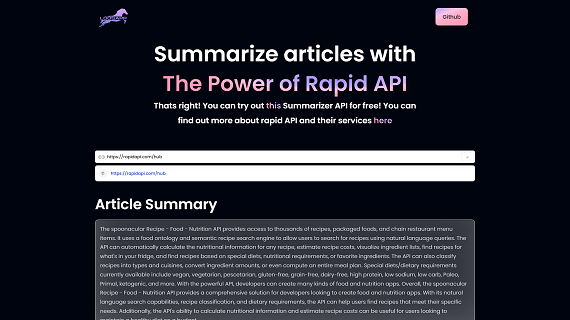 Github
Summarize articles with
The Power of Rapid API
Thats right! You can try out this Summarizer API for free! You can
find out more about rapid API and their services here
https://rapidapi.com/hub
https://rapidapi.com/hub
Article Summary
The spoonacular Recipe - Food - Nutrition API provides access to thousands of recipes, packaged foods, and chain restaurant menu
items. It uses a food ontology and semantic recipe search engine to allow users to search for recipes using natural language queries. The
API can automatically calculate the nutritional information for any recipe, estimate recipe costs, visualize ingredient lists, find recipes for
what's in your fridge, and find recipes based on special diets, nutritional requirements, or favorite ingredients. The API can also classify
recipes into types and cuisines, convert ingredient amounts, or even compute an entire meal plan. Special diets/dietary requirements
currently available include vegan, vegetarian, pescetarian, gluten-free, grain-free, dairy-free, high protein, low sodium, low carb, Paleo,
Primal, ketogenic, and more. With the powerful API, developers can create many kinds of food and nutrition apps. Overall, the spoonacular
Recipe - Food - Nutrition API provides a comprehensive solution for developers looking to create food and nutrition apps. With its natural
language search capabilities, recipe classification, and dietary requirements, the API can help users find recipes that meet their specific
needs. Additionally, the API's ability to calculate nutritional information and estimate recipe costs can be useful for users looking to